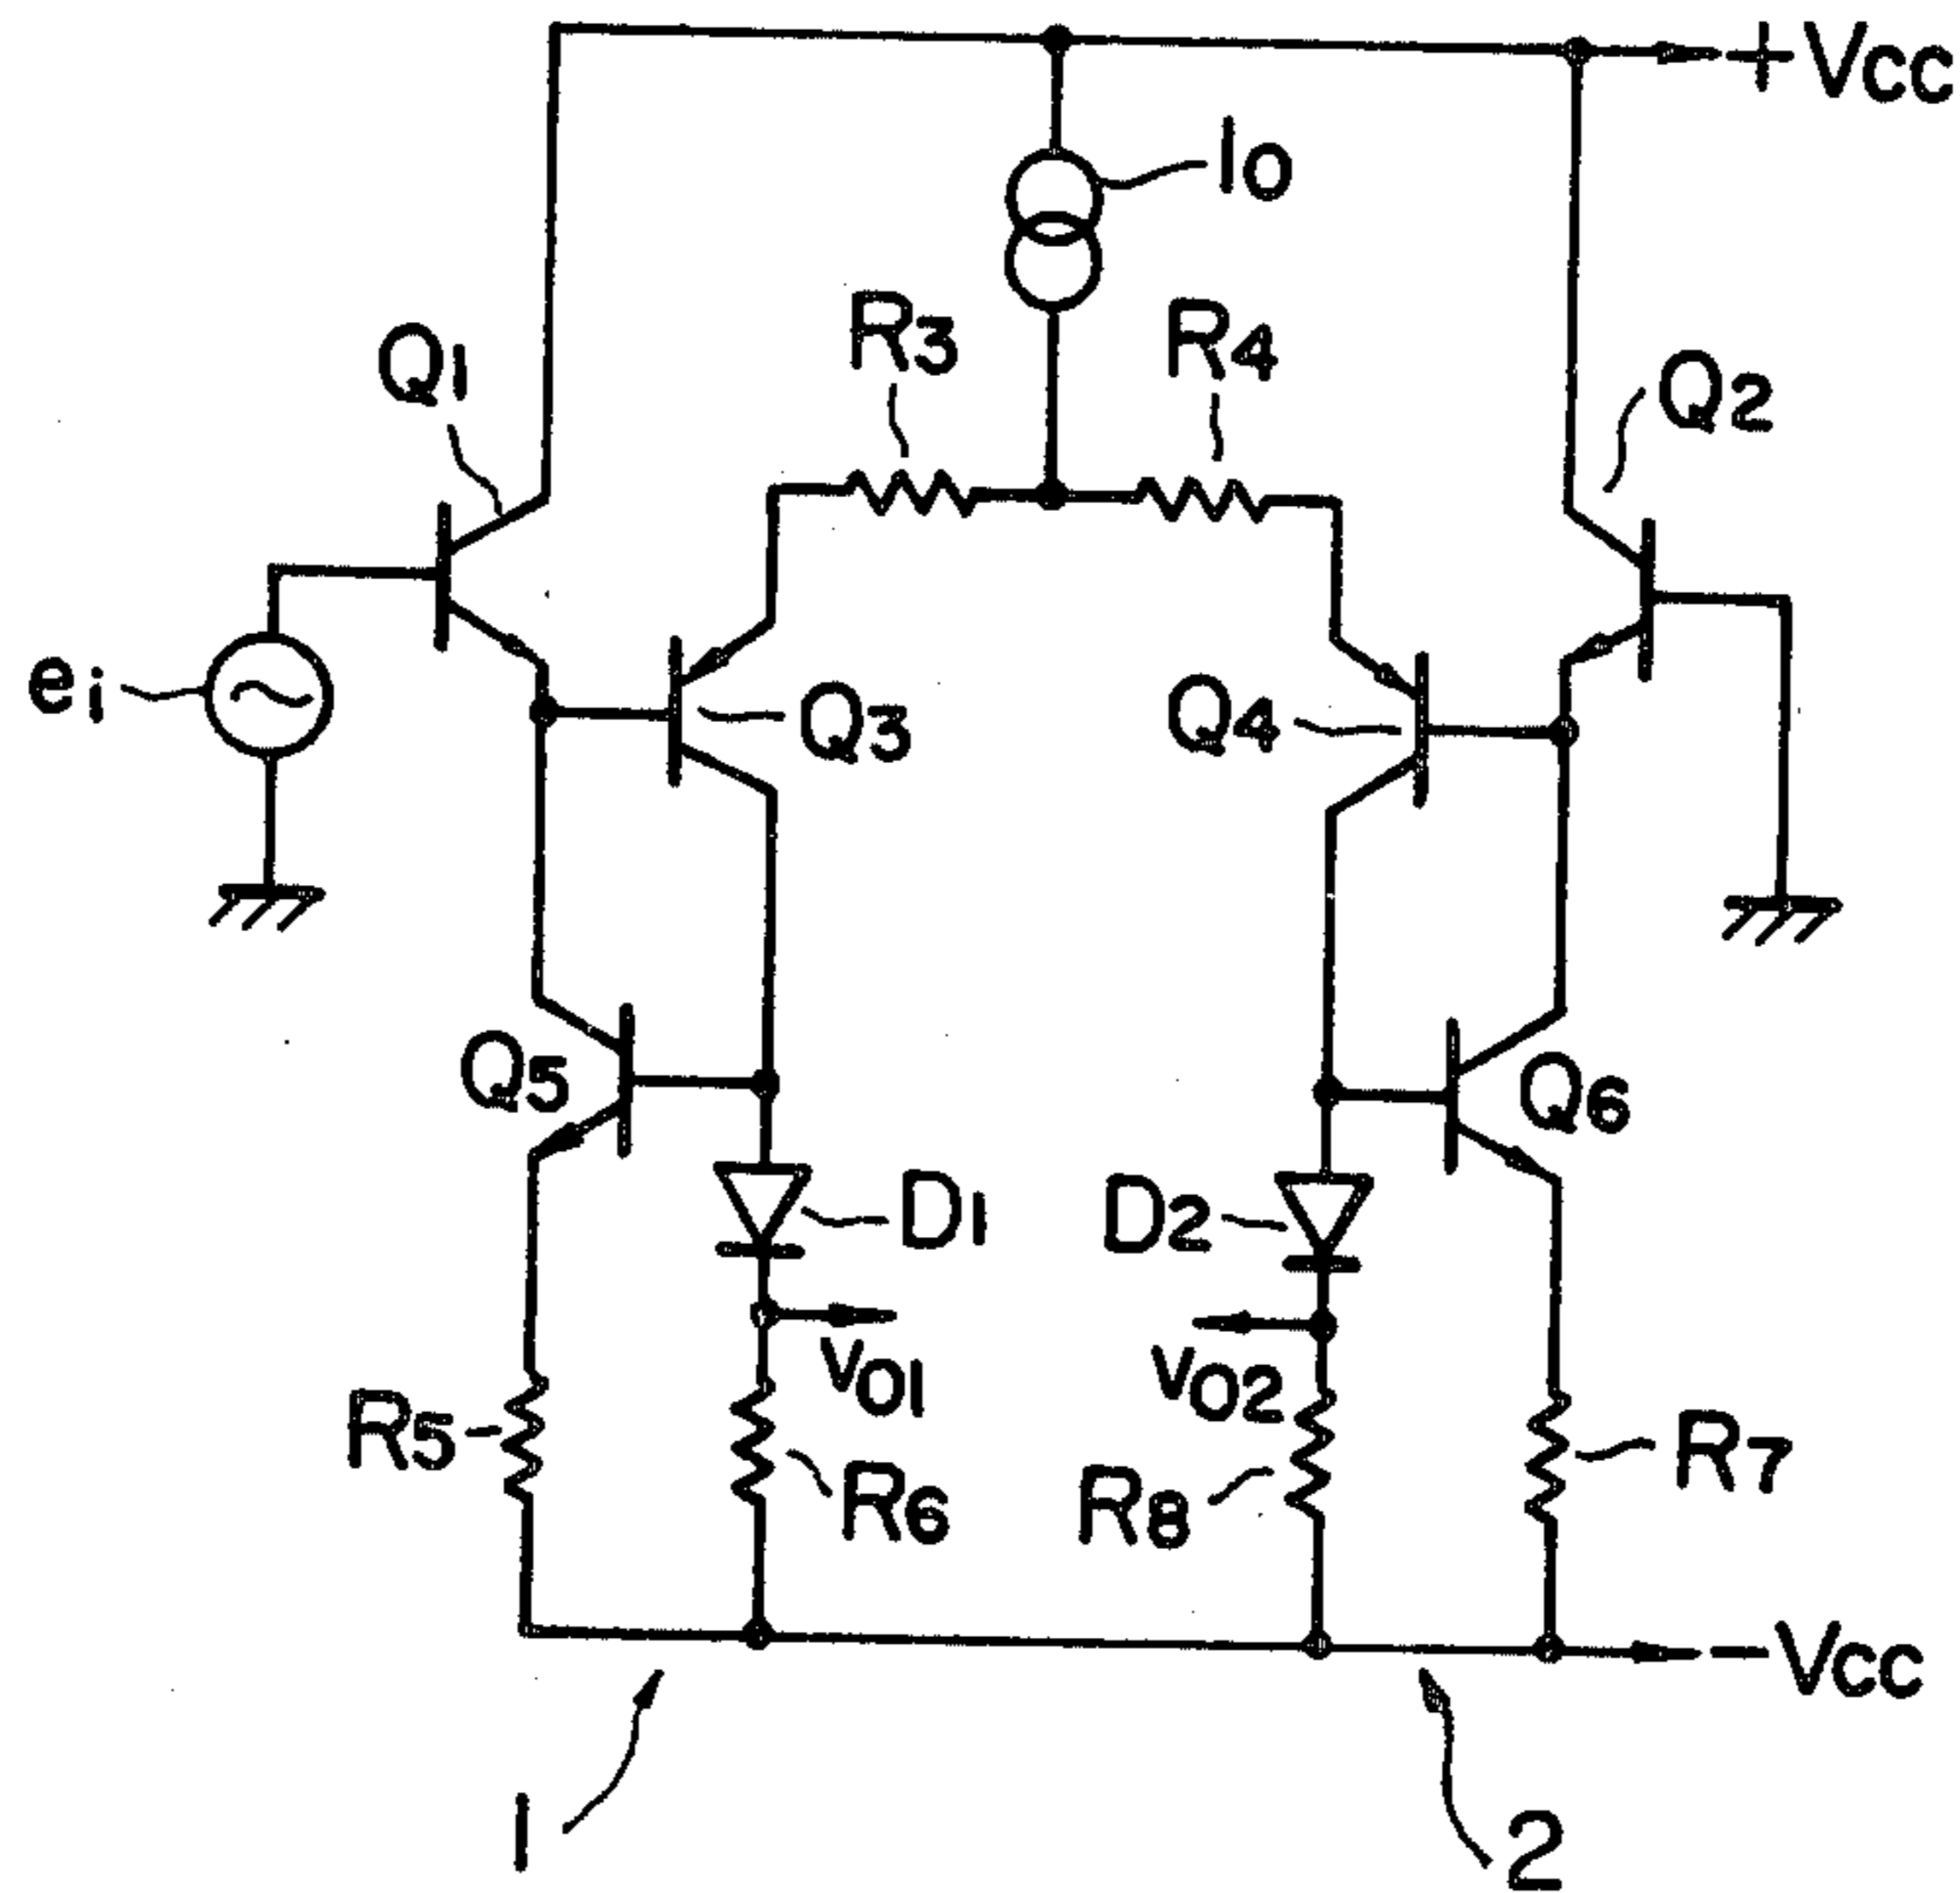 +Vcc
Io
R3
R4
Q1
Q2
ei
Q3
Q4
Q5
Q6
D1
D2
vo1
vo2
R5
R6
R8
R7
-Vcc
1
2